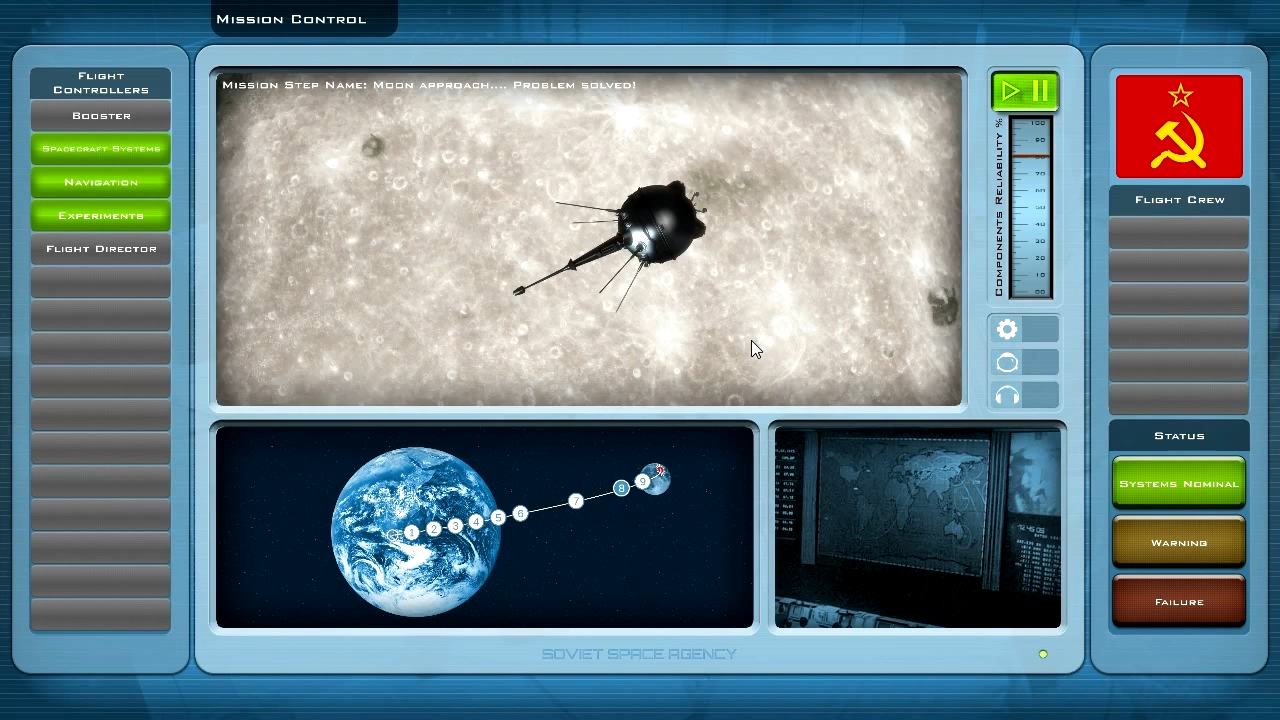 Mission Control
Flight
Controllers
Booster
Spacecraft Systems
Navigation
Experiments
Flight Director
Mission Step Name: Moon approach.... Problem solved!
Components Reliability %
100
90
70
60
50
40
30
20
10
00
1
2
3
4
5
6
7
8
9
Soviet Space Agency
Flight Crew
Status
Systems Nominal
Warning
Failure